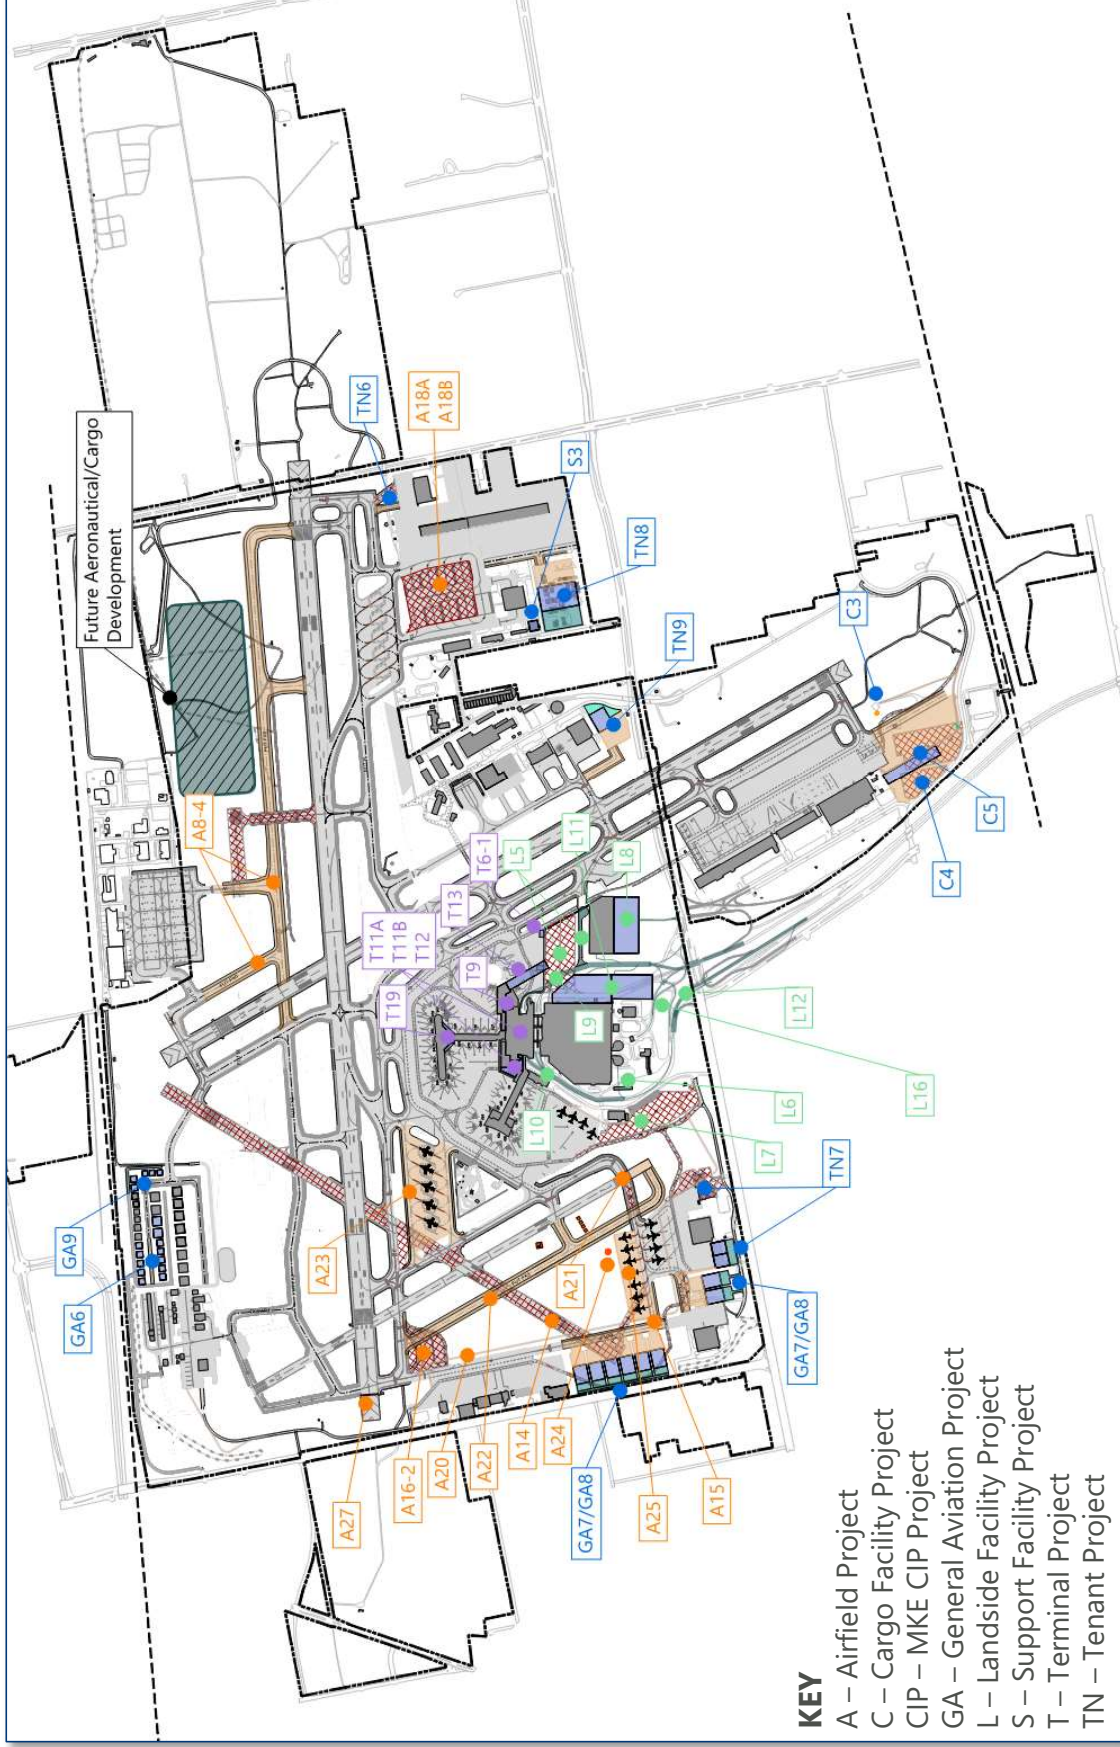 Future Aeronautical/Cargo
Development
TN6
A18A
A18B
S3
TN8
TN9
C3
C5
C4
A8-4
T6-1
L5
L11
L8
T13
T11A
T11B
T12
T9
T19
L9
L12
L10
L6
L16
L7
TN7
GA9
GA6
A23
A21
GA7/GA8
A27
A16-2
A20
A22
A14
A24
GA7/GA8
A25
A15
KEY
A – Airfield Project
C – Cargo Facility Project
CIP – MKE CIP Project
GA – General Aviation Project
L – Landside Facility Project
S – Support Facility Project
T – Terminal Project
TN – Tenant Project